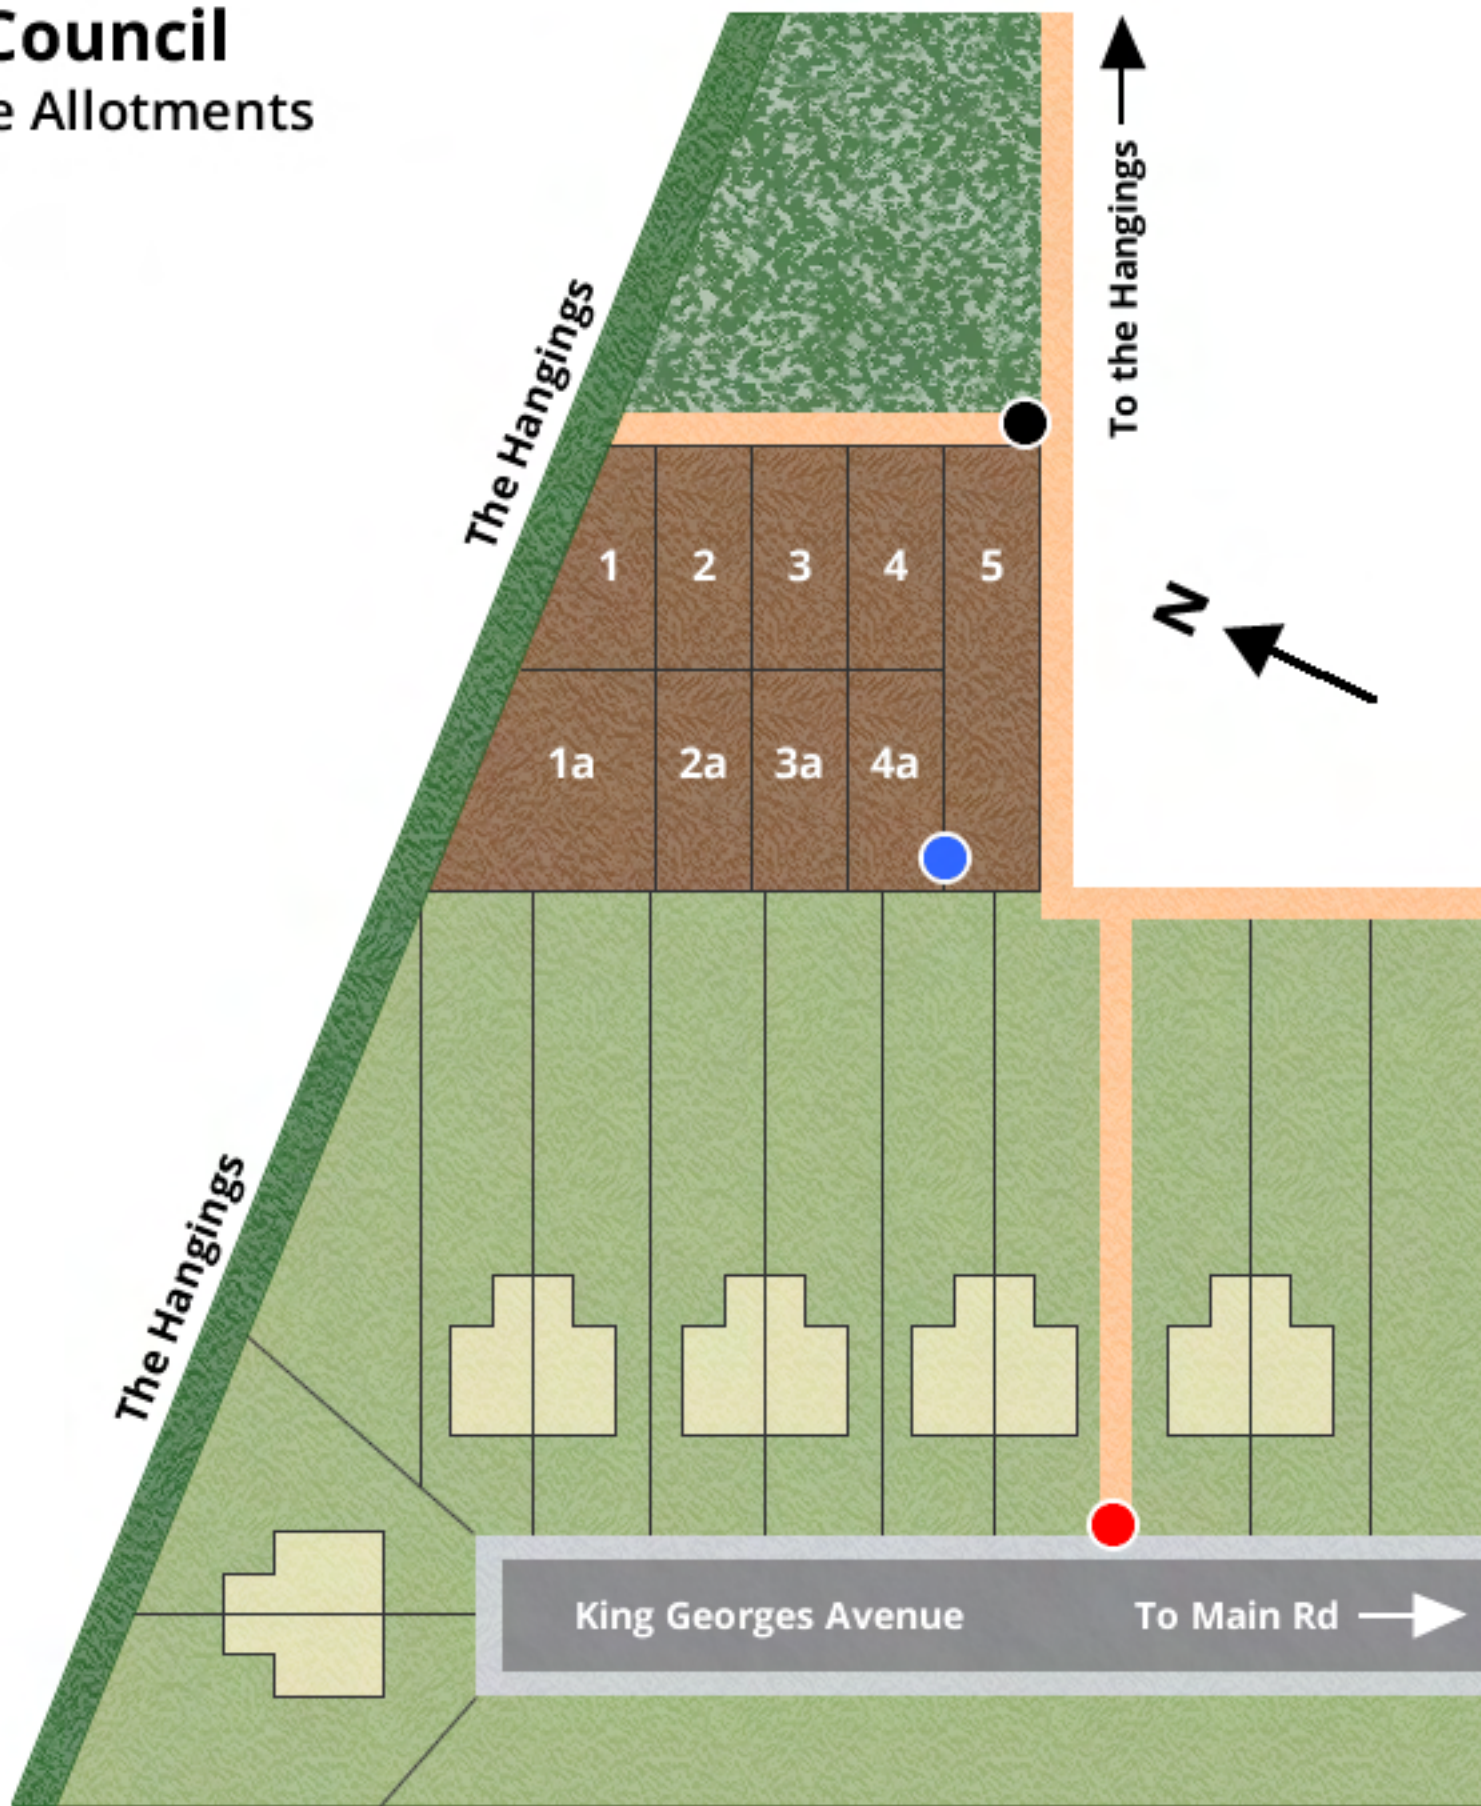 Council
e Allotments
To the Hangings
The Hangings
N
1
2
3
4
5
1a
2a
3a
4a
The Hangings
King Georges Avenue
To Main Rd